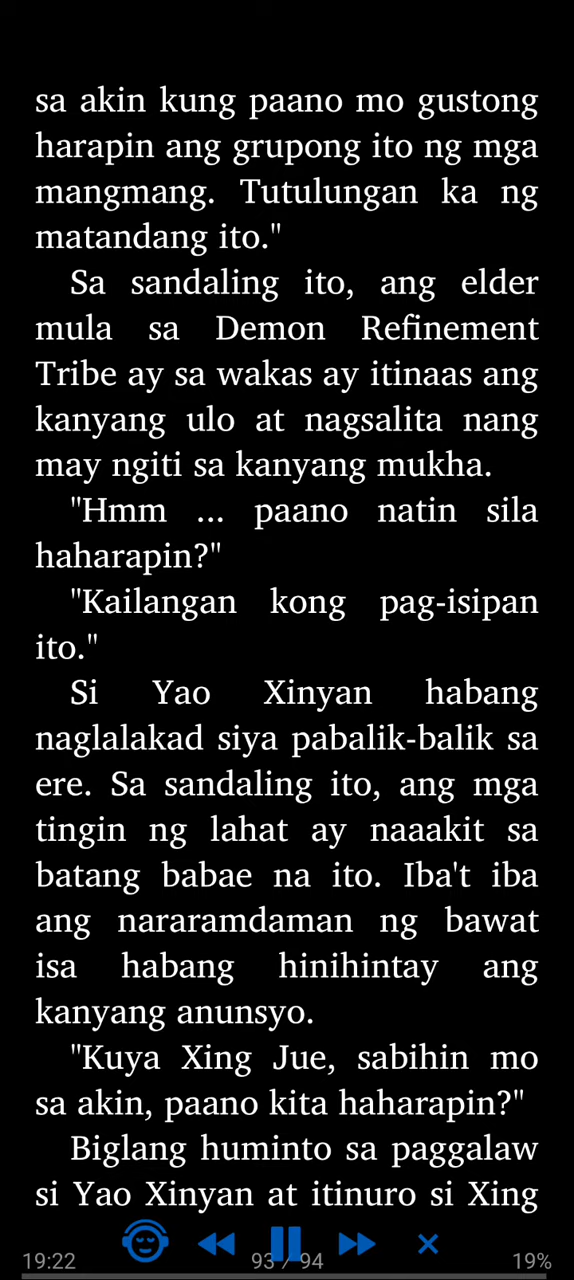 sa akin kung paano mo gustong
harapin ang grupong ito ng mga
mangmang. Tutulungan ka ng
matandang ito."
Sa sandaling ito, ang elder
mula sa Demon Refinement
Tribe ay sa wakas ay itinaas ang
kanyang ulo at nagsalita nang
may ngiti sa kanyang mukha.
"Hmm ... paano natin sila
haharapin?"
"Kailangan kong pag-isipan
ito."
Si Yao Xinyan habang
naglalakad siya pabalik-balik sa
ere. Sa sandaling ito, ang mga
tingin ng lahat ay naaakit sa
batang babae na ito. Iba't iba
ang nararamdaman ng bawat
isa habang hinihintay ang
kanyang anunsyo.
"Kuya Xing Jue, sabihin mo
sa akin, paano kita haharapin?"
Biglang huminto sa paggalaw
si Yao Xinyan at itinuro si Xing
19:22 93 / 94 19%